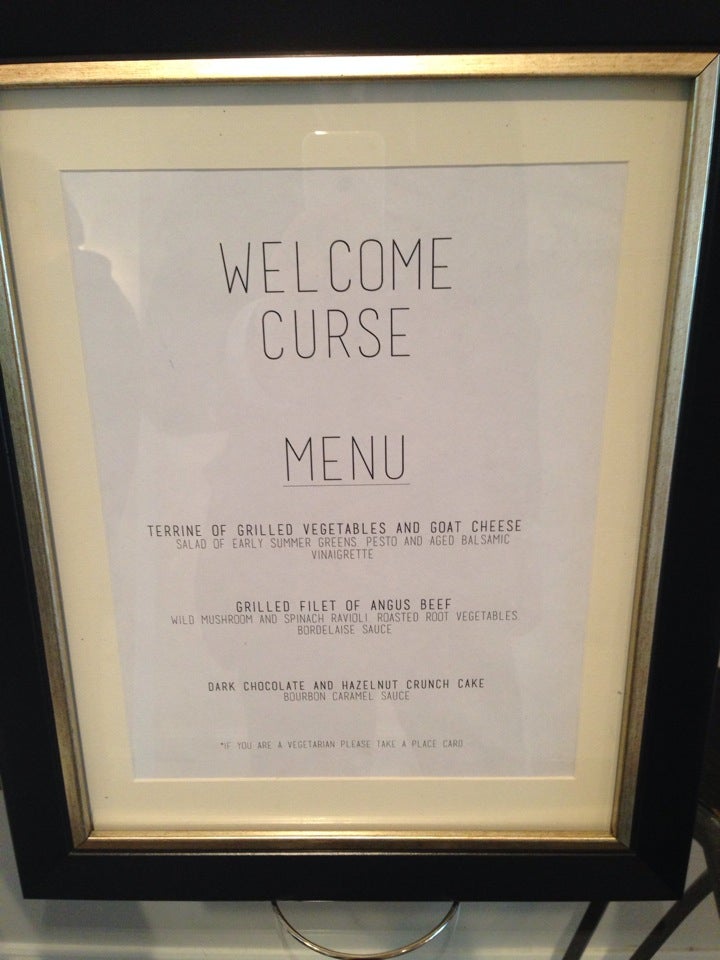 WELCOME
CURSE
MENU
TERRINE OF GRILLED VEGETABLES AND GOAT CHEESE
SALAD OF EARLY SUMMER GREENS, PESTO AND AGED BALSAMIC
VINAIGRETTE
GRILLED FILET OF ANGUS BEEF
WILD MUSHROOM AND SPINACH RAVIOLI, ROASTED ROOT VEGETABLES,
BORDELAISE SAUCE
DARK CHOCOLATE AND HAZELNUT CRUNCH CAKE
BOURBON CARAMEL SAUCE
*IF YOU ARE A VEGETARIAN PLEASE TAKE A PLACE CARD